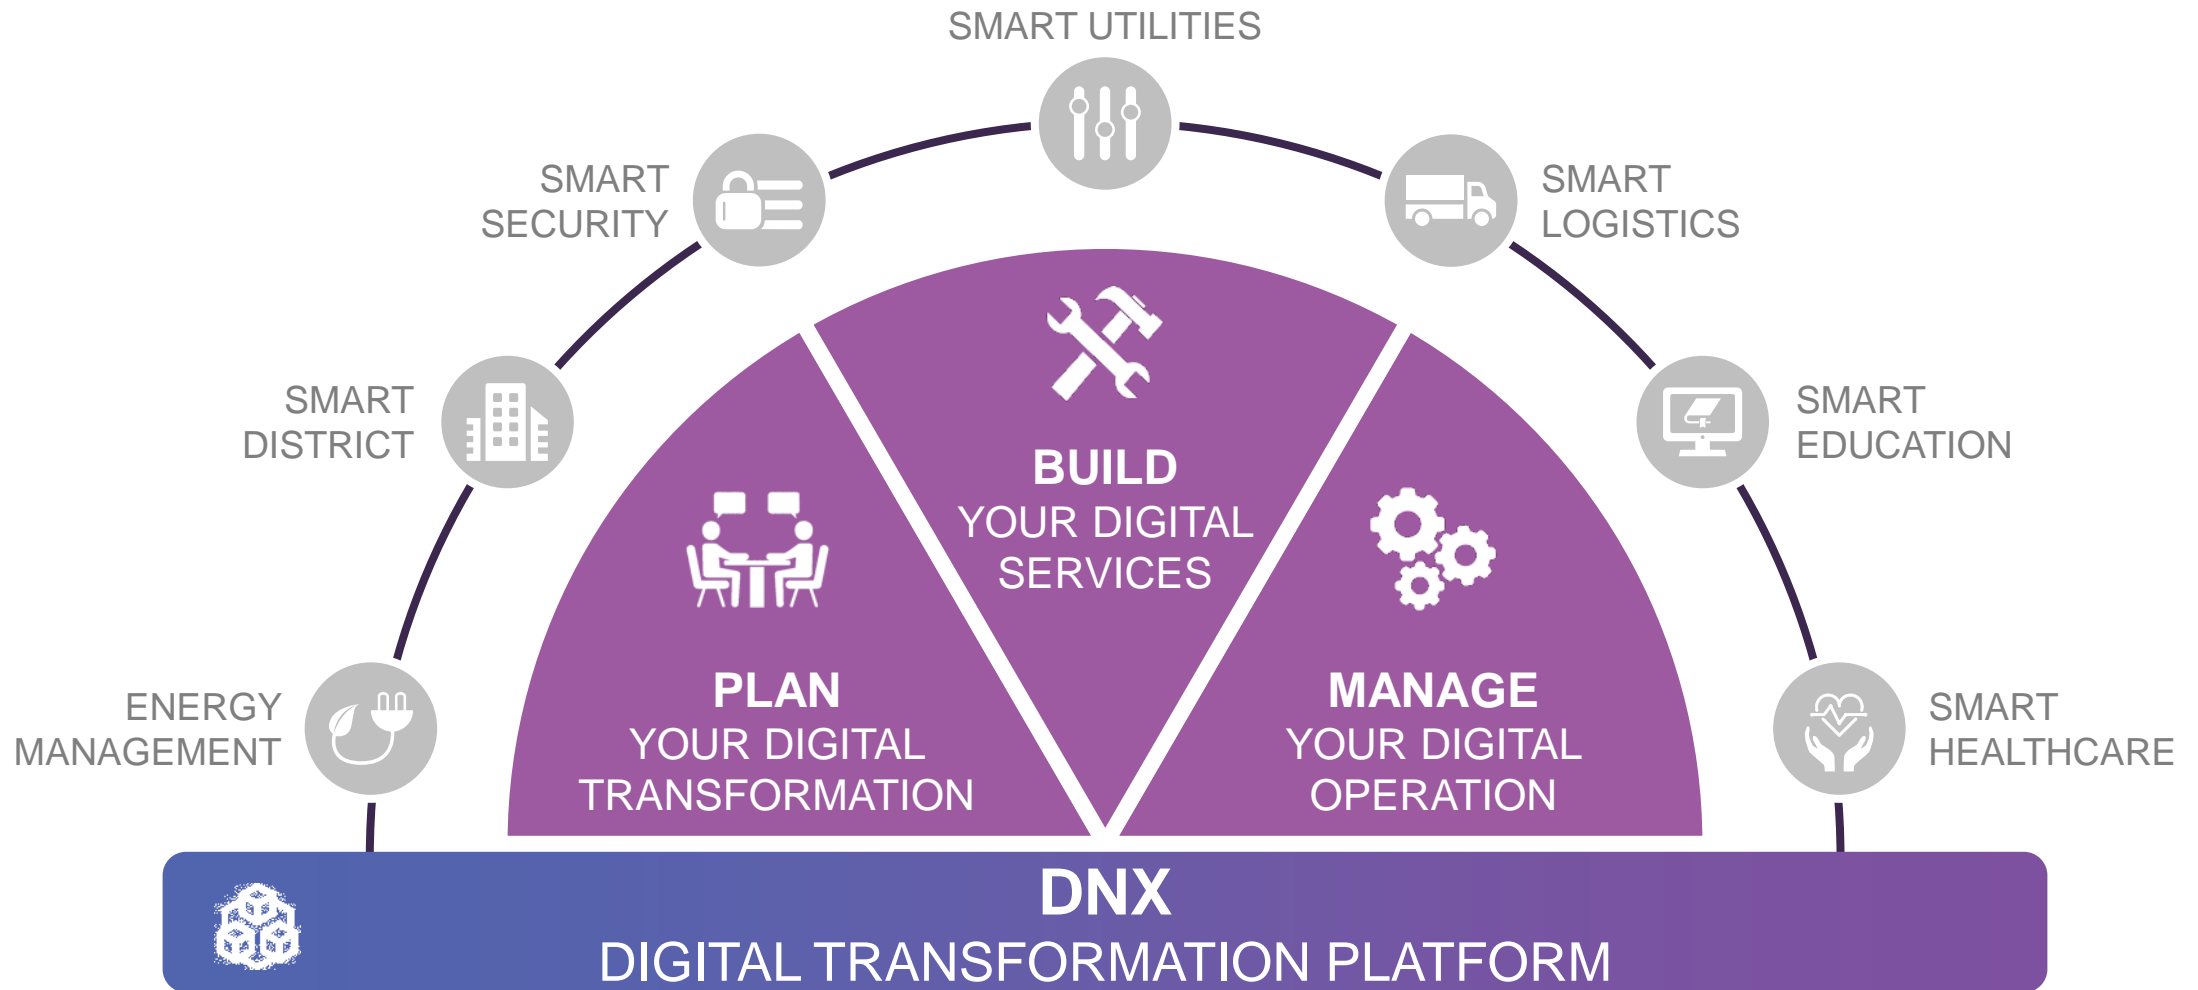 SMART UTILITIES
SMART
SECURITY
SMART
LOGISTICS
SMART
DISTRICT
SMART
EDUCATION
ENERGY
MANAGEMENT
SMART
HEALTHCARE
PLAN
YOUR DIGITAL
TRANSFORMATION
BUILD
YOUR DIGITAL
SERVICES
MANAGE
YOUR DIGITAL
OPERATION
DNX
DIGITAL TRANSFORMATION PLATFORM